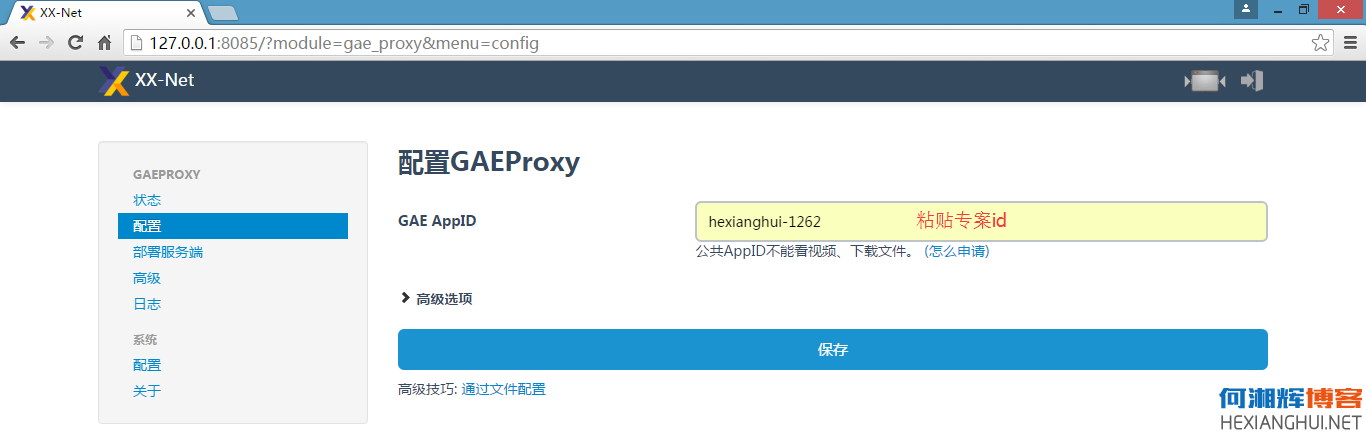 XX-Net
127.0.0.1:8085/?module=gae_proxy&menu=config
XX-Net
GAEPROXY
状态
配置
部署服务端
高级
日志
系统
配置
关于
配置GAEProxy
GAE AppID
hexianghui-1262 粘贴专案id
公共AppID不能看视频、下载文件。 (怎么申请)
高级选项
保存
高级技巧: 通过文件配置
何湘辉博客
HEXIANGHUI.NET